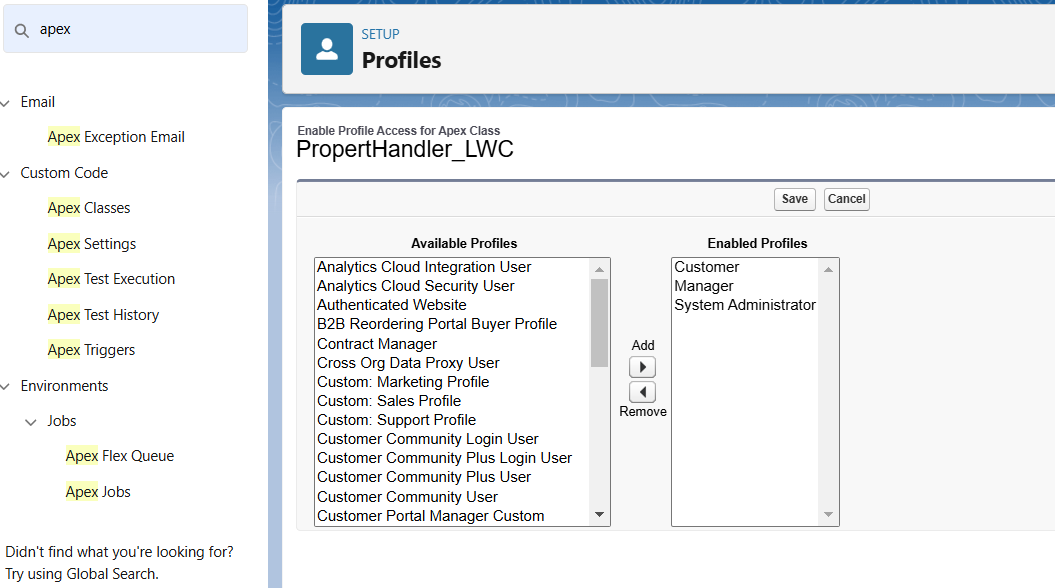 apex
Email
Apex Exception Email
Custom Code
Apex Classes
Apex Settings
Apex Test Execution
Apex Test History
Apex Triggers
Environments
Jobs
Apex Flex Queue
Apex Jobs
Didn't find what you're looking for?
Try using Global Search.
SETUP
Profiles
Enable Profile Access for Apex Class
PropertHandler_LWC
Save Cancel
Available Profiles
Analytics Cloud Integration User
Analytics Cloud Security User
Authenticated Website
B2B Reordering Portal Buyer Profile
Contract Manager
Cross Org Data Proxy User
Custom: Marketing Profile
Custom: Sales Profile
Custom: Support Profile
Customer Community Login User
Customer Community Plus Login User
Customer Community Plus User
Customer Community User
Customer Portal Manager Custom
Add
Remove
Enabled Profiles
Customer
Manager
System Administrator